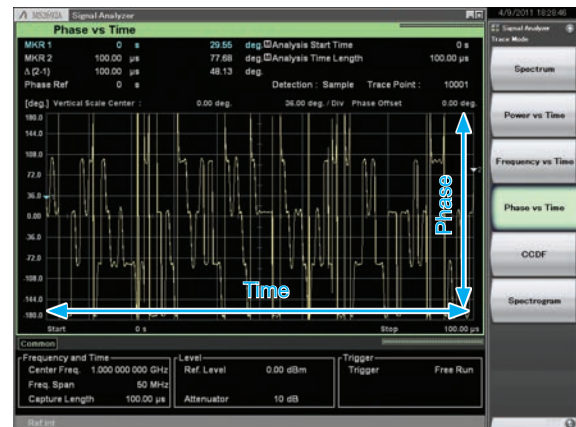 MS2692A Signal Analyzer
4/9/2011 18:28:46
Phase vs Time
MKR 1 0 s 29.55 deg. Analysis Start Time 0 s
MKR 2 100.00 µs 77.68 deg. Analysis Time Length 100.00 µs
Δ (2-1) 100.00 µs 48.13 deg.
Phase Ref 0 s Detection : Sample Trace Point : 10001
[deg.] Vertical Scale Center : 0.00 deg. 36.00 deg. / Div Phase Offset 0.00 deg.
180.0
144.0
108.0
72.0
36.0
0.00
36.0
-72.0
-108.0
-144.0
-180.0
2
Phase
Time
Start 0 s Stop 100.00 µs
Common
Frequency and Time
Center Freq. 1.000 000 000 GHz
Freq. Span 50 MHz
Capture Length 100.00 µs
Level
Ref. Level 0.00 dBm
Attenuator 10 dB
Trigger
Trigger Free Run
Ref.Int
Signal Analyzer
Trace Mode
Spectrum
Power vs Time
Frequency vs Time
Phase vs Time
CCDF
Spectrogram